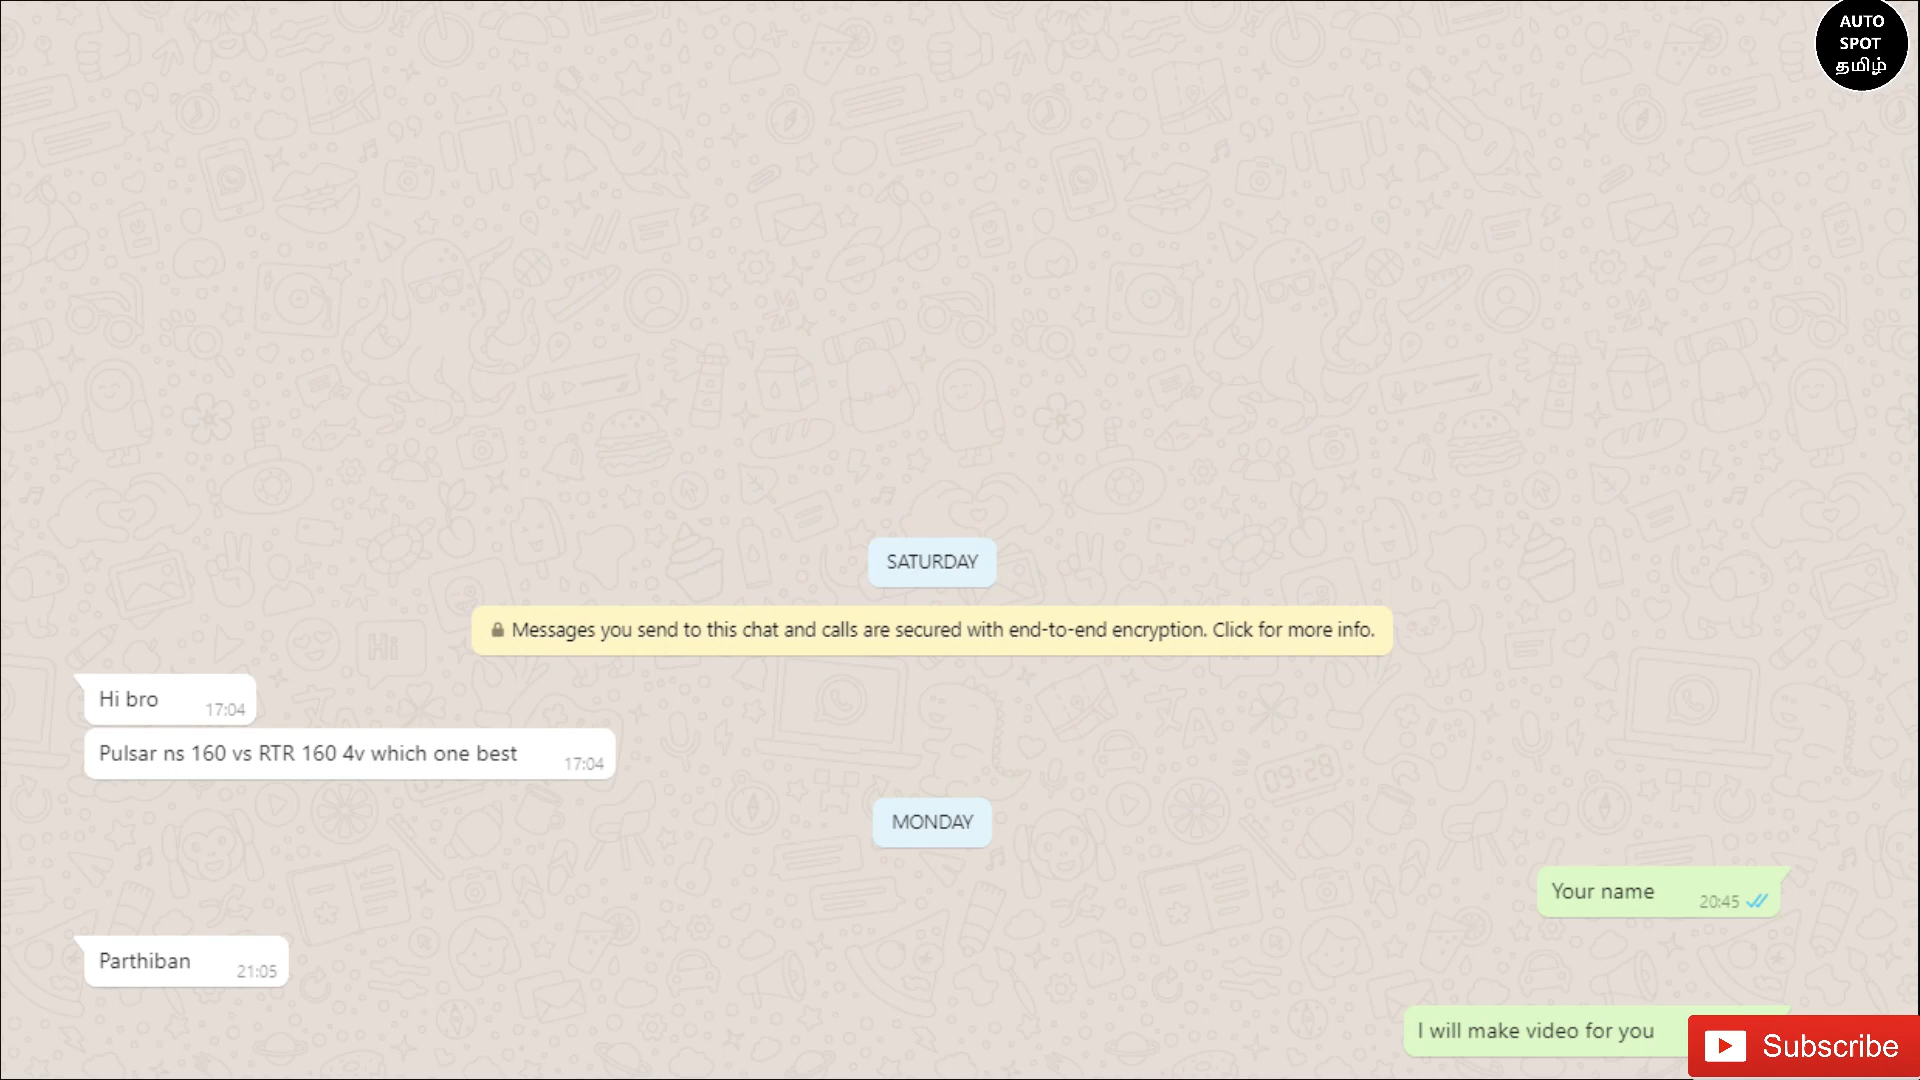 AUTO
SPOT
தமிழ்
SATURDAY
Messages you send to this chat and calls are secured with end-to-end encryption. Click for more info.
Hi bro 17:04
Pulsar ns 160 vs RTR 160 4v which one best 17:04
MONDAY
Your name 20:45
Parthiban 21:05
I will make video for you
Subscribe